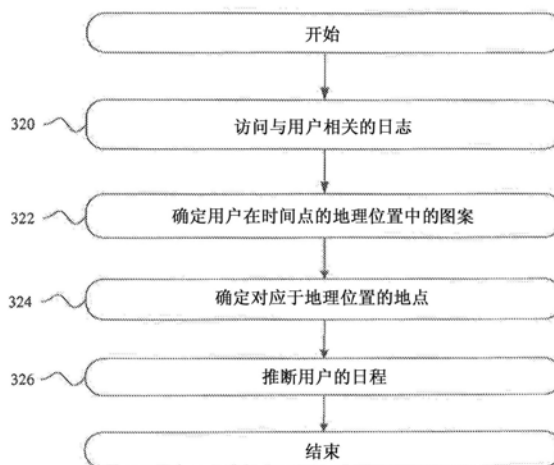 开始
320 访问与用户相关的日志
322 确定用户在时间点的地理位置中的图案
324 确定对应于地理位置的地点
326 推断用户的日程
结束